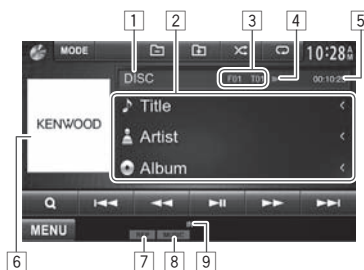 1 2 3 4 5
MODE 10:28
DISC F01 T01 00:10:25
Title
KENWOOD
Artist
Album
MENU
6 7 8 9